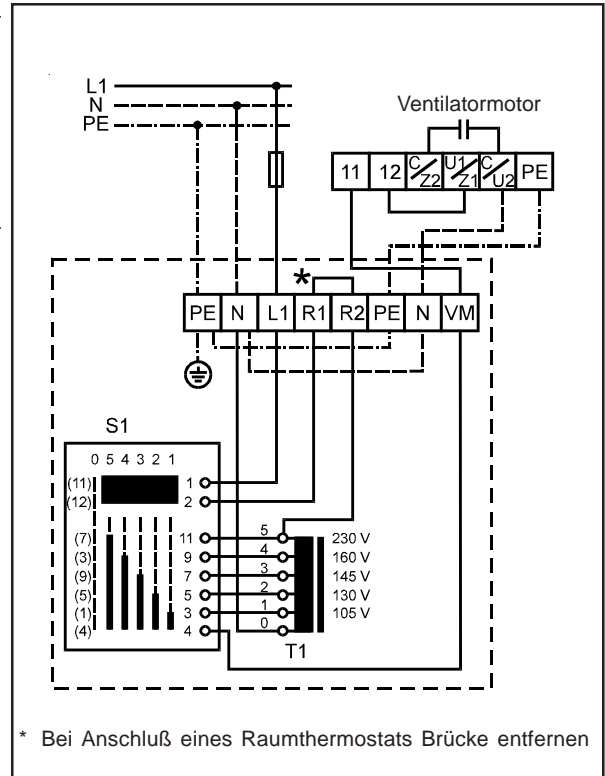 L1
N
PE
Ventilatormotor
11 12 C/Z2 U1/Z1 C/U2 PE
*
PE N L1 R1 R2 PE N VM
S1
0 5 4 3 2 1
(11) 1
(12) 2
(7) 11 5 230 V
(3) 9 4 160 V
(9) 7 3 145 V
(5) 5 2 130 V
(1) 3 1 105 V
(4) 4 0
T1
* Bei Anschluß eines Raumthermostats Brücke entfernen